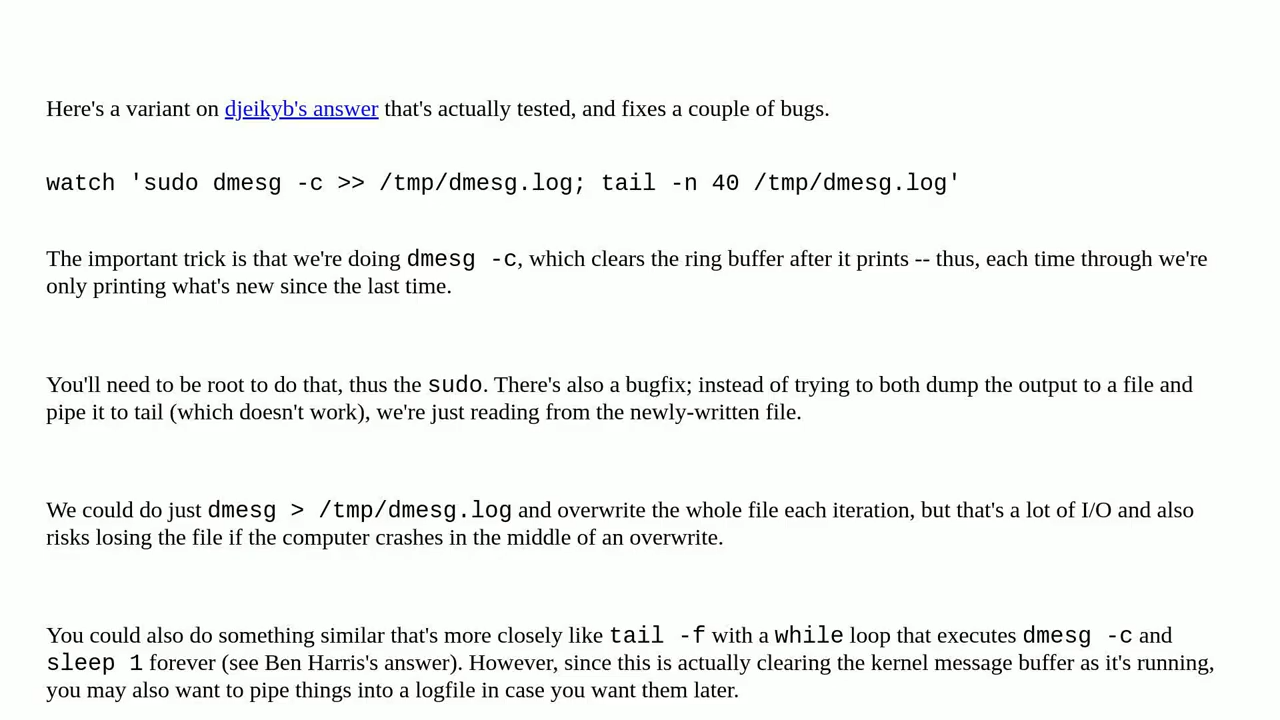 Here's a variant on djeikyb's answer that's actually tested, and fixes a couple of bugs.
watch 'sudo dmesg -c >> /tmp/dmesg.log; tail -n 40 /tmp/dmesg.log'
The important trick is that we're doing dmesg -c, which clears the ring buffer after it prints -- thus, each time through we're
only printing what's new since the last time.
You'll need to be root to do that, thus the sudo. There's also a bugfix; instead of trying to both dump the output to a file and
pipe it to tail (which doesn't work), we're just reading from the newly-written file.
We could do just dmesg > /tmp/dmesg.log and overwrite the whole file each iteration, but that's a lot of I/O and also
risks losing the file if the computer crashes in the middle of an overwrite.
You could also do something similar that's more closely like tail -f with a while loop that executes dmesg -c and
sleep 1 forever (see Ben Harris's answer). However, since this is actually clearing the kernel message buffer as it's running,
you may also want to pipe things into a logfile in case you want them later.